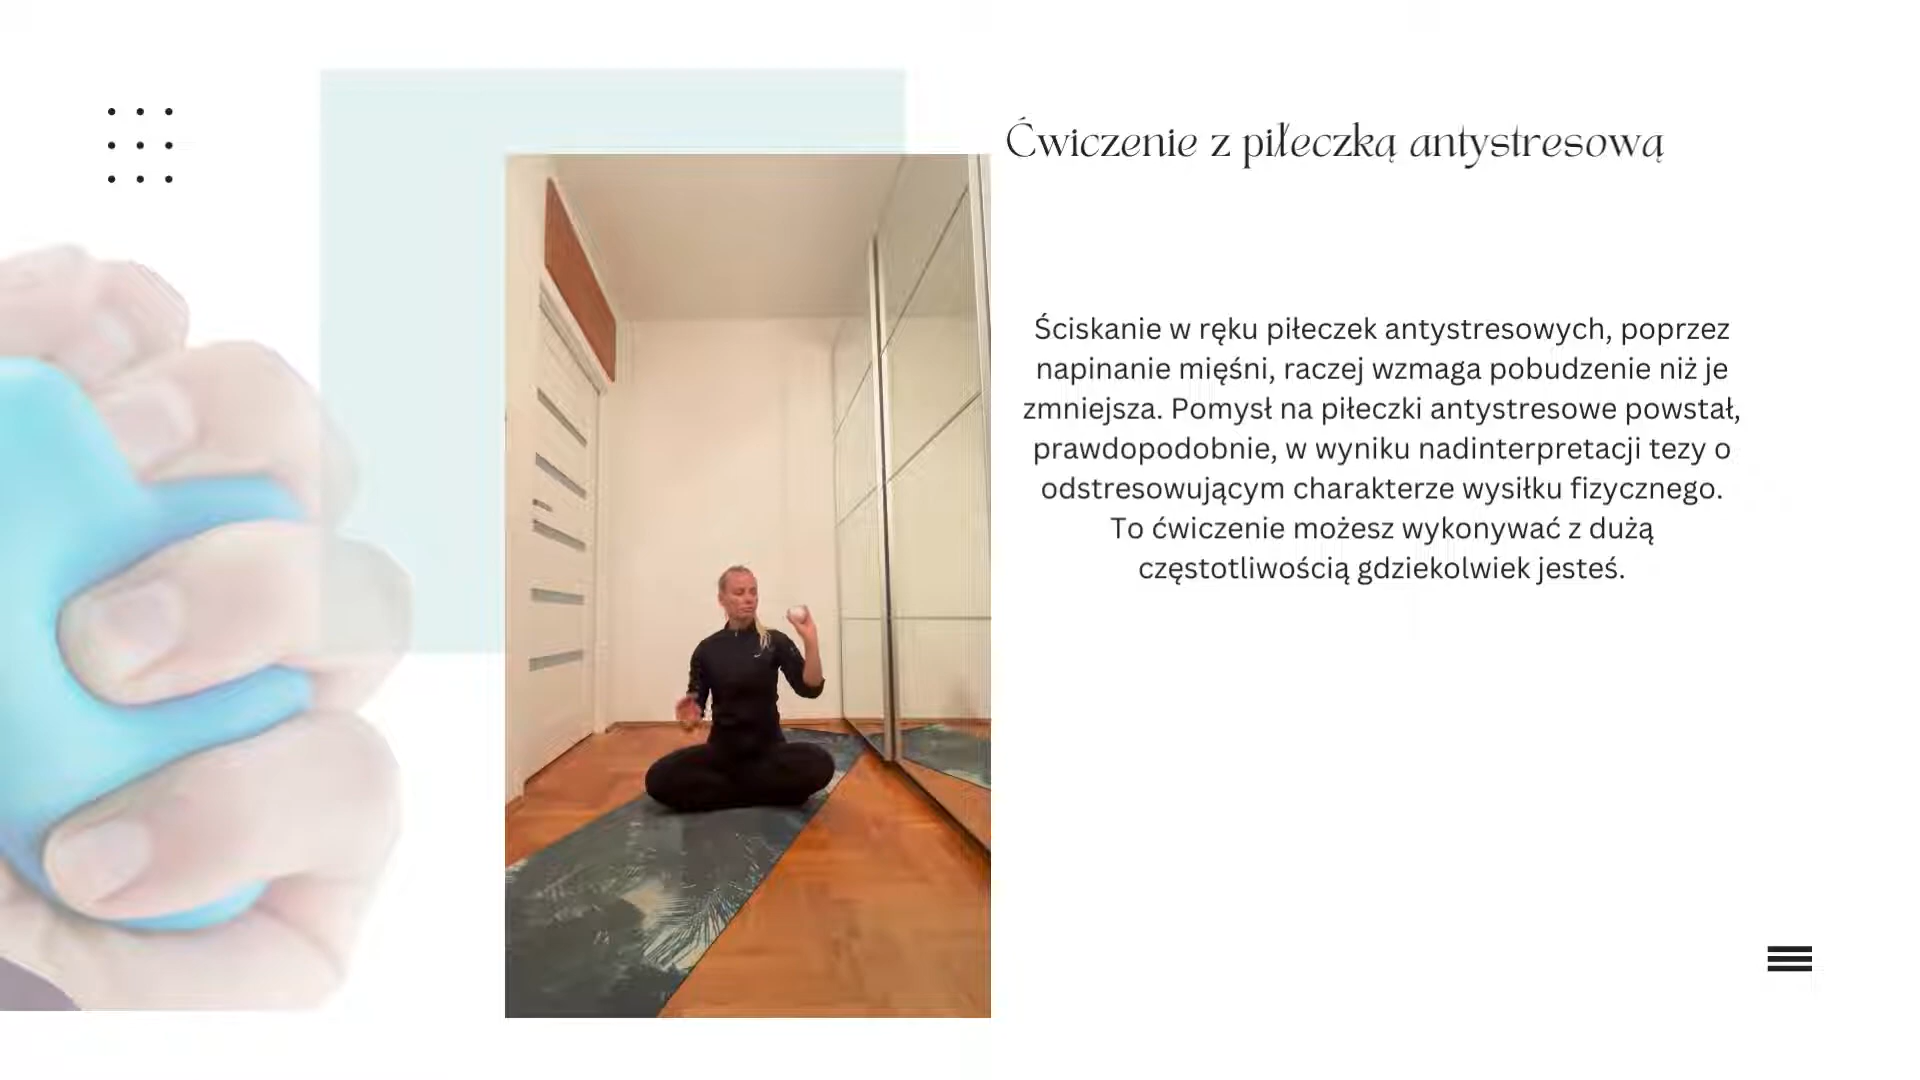 Ćwiczenie z piłeczką antystresową
Ściskanie w ręku piłeczek antystresowych, poprzez
napinanie mięśni, raczej wzmaga pobudzenie niż je
zmniejsza. Pomysł na piłeczki antystresowe powstał,
prawdopodobnie, w wyniku nadinterpretacji tezy o
odstresowującym charakterze wysiłku fizycznego.
To ćwiczenie możesz wykonywać z dużą
częstotliwością gdziekolwiek jesteś.